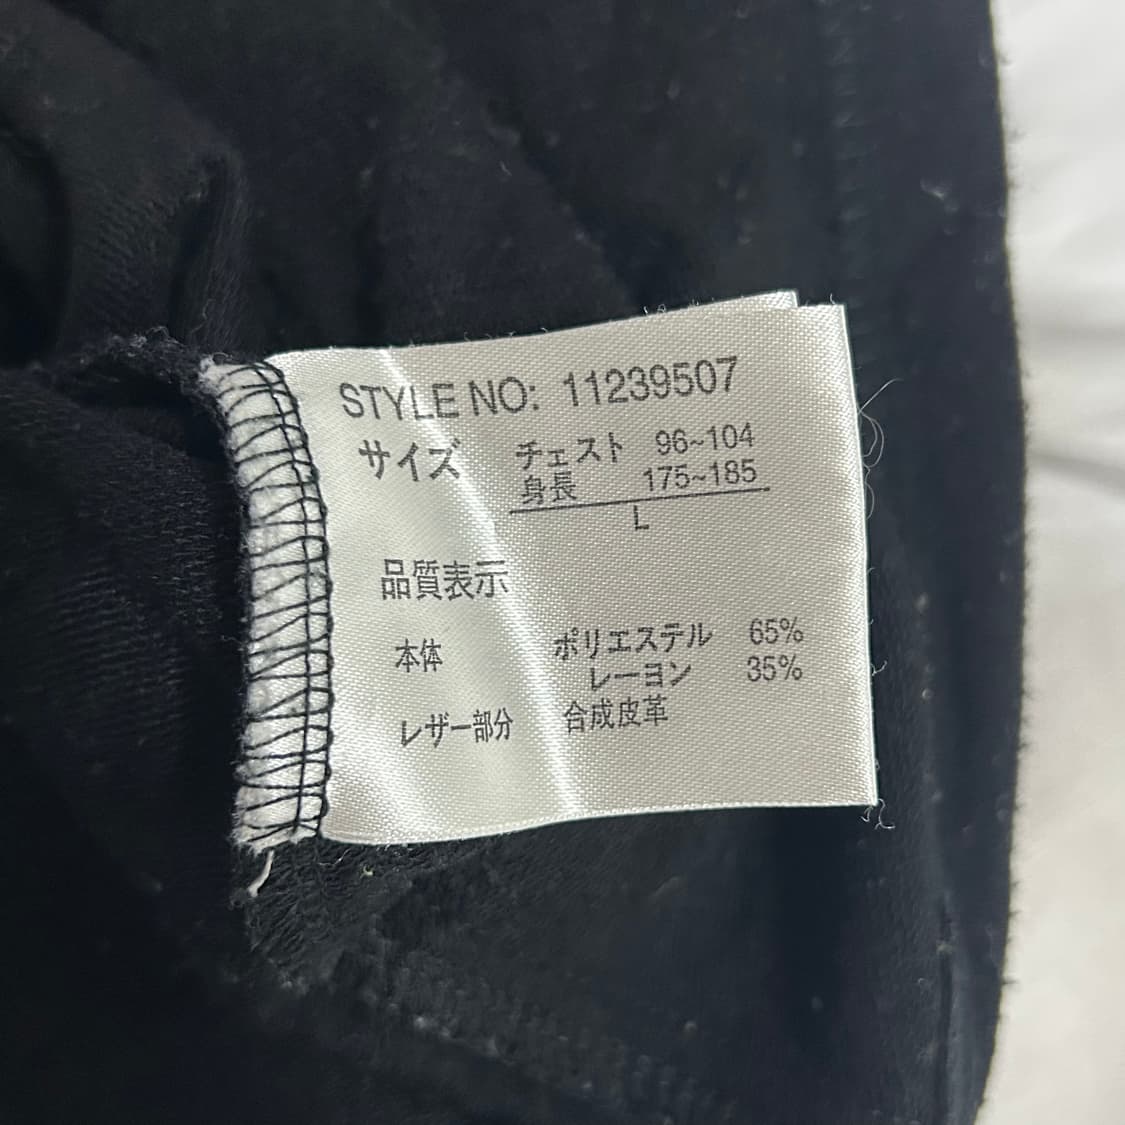 STYLE NO: 11239507
サイズ チェスト 96~104
身長 175~185
L
品質表示
本体 ポリエステル 65%
レーヨン 35%
レザー部分 合成皮革